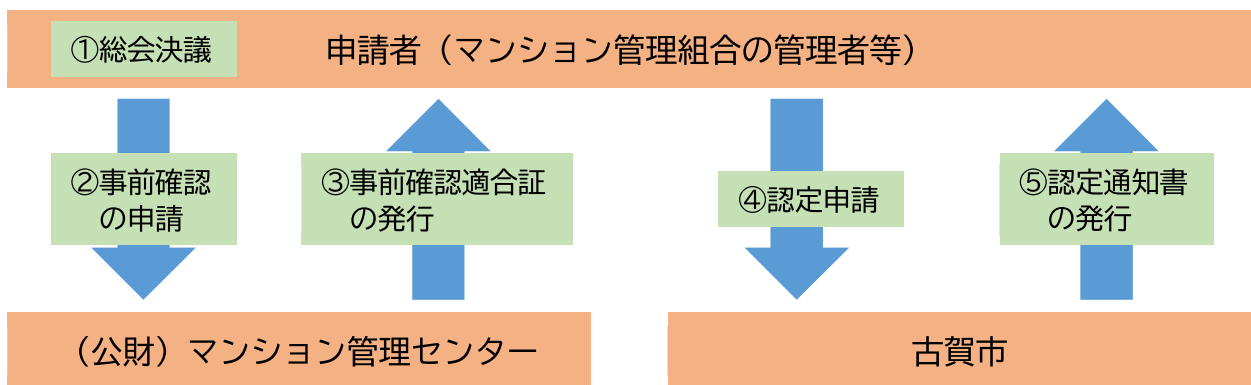 ①総会決議
申請者（マンション管理組合の管理者等）
②事前確認
の申請
③事前確認適合証
の発行
④認定申請
⑤認定通知書
の発行
（公財）マンション管理センター
古賀市